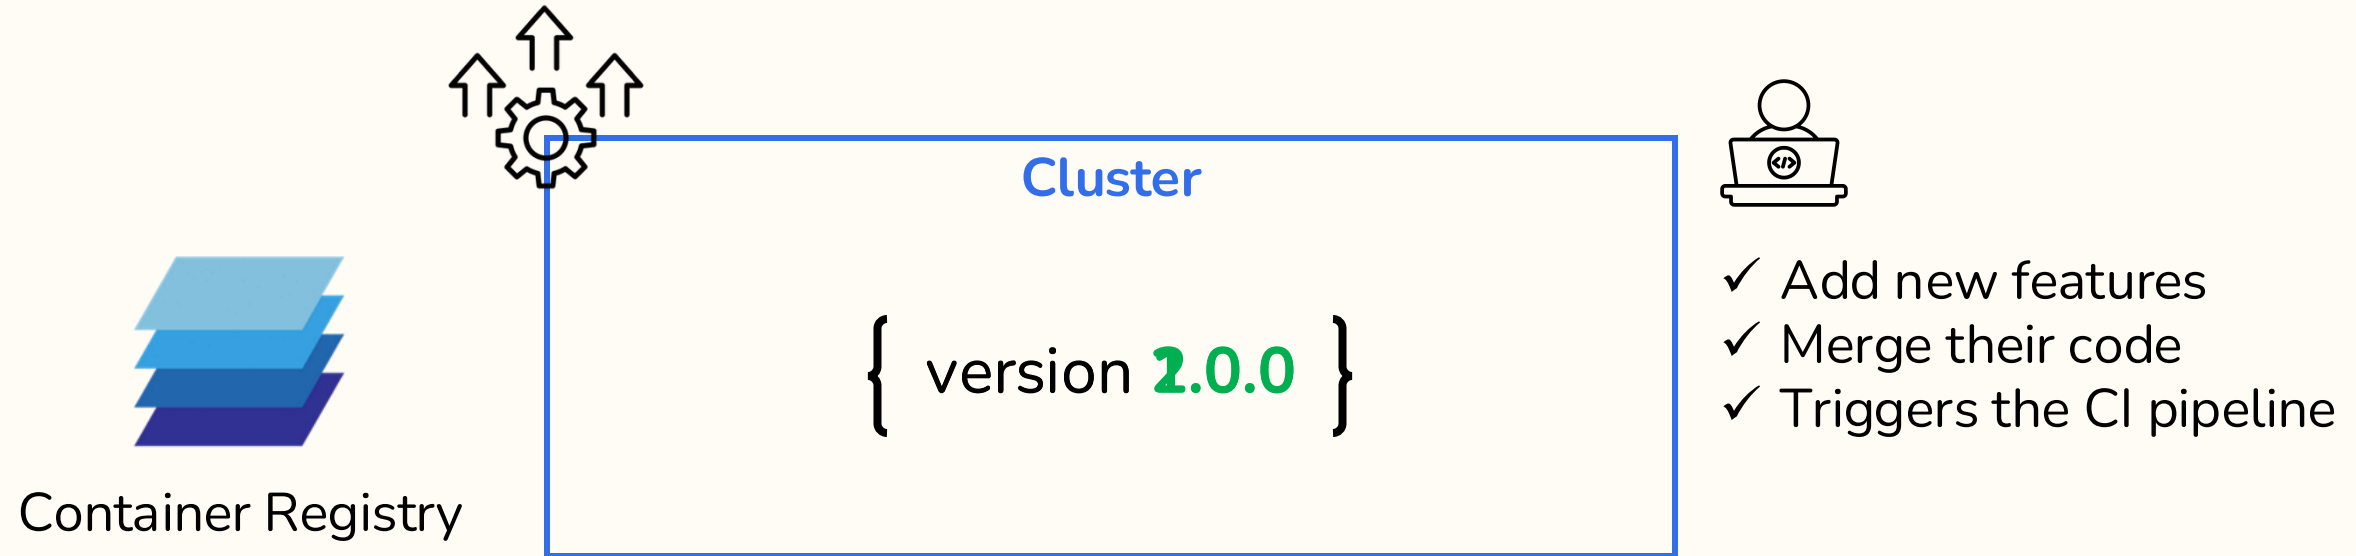 Cluster
{ version .0.0 }
✓ Add new features
✓ Merge their code
✓ Triggers the CI pipeline
Container Registry